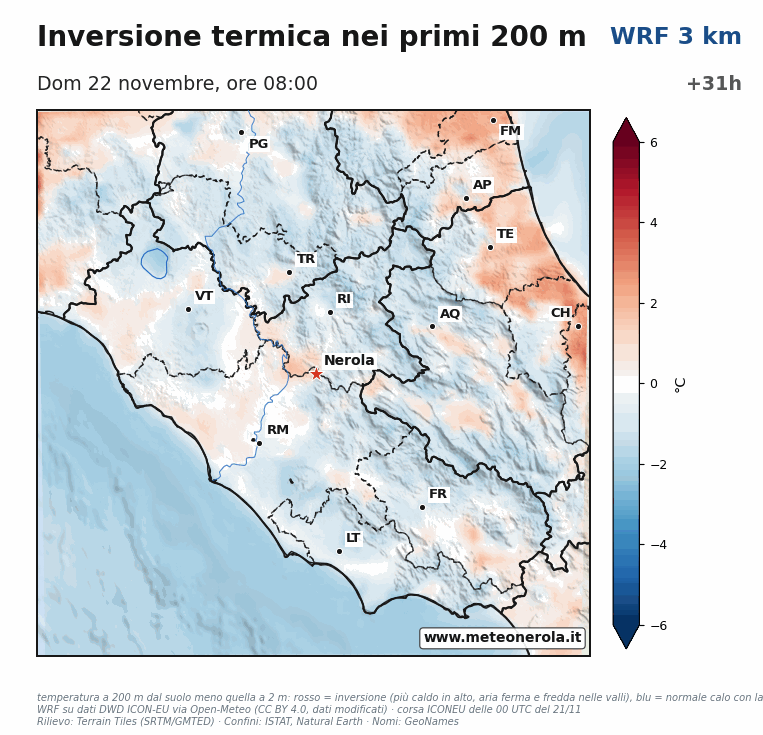 Inversione termica nei primi 200 m WRF 3 km
Dom 22 novembre, ore 08:00 +31h
FM
PG
AP
TE
TR
VT
RI
AQ
CH
Nerola
RM
FR
LT
www.meteonerola.it
6
4
2
0
−2
−4
−6
°C
temperatura a 200 m dal suolo meno quella a 2 m: rosso = inversione (più caldo in alto, aria ferma e fredda nelle valli), blu = normale calo con la
WRF su dati DWD ICON-EU via Open-Meteo (CC BY 4.0, dati modificati) · corsa ICONEU delle 00 UTC del 21/11
Rilievo: Terrain Tiles (SRTM/GMTED) · Confini: ISTAT, Natural Earth · Nomi: GeoNames